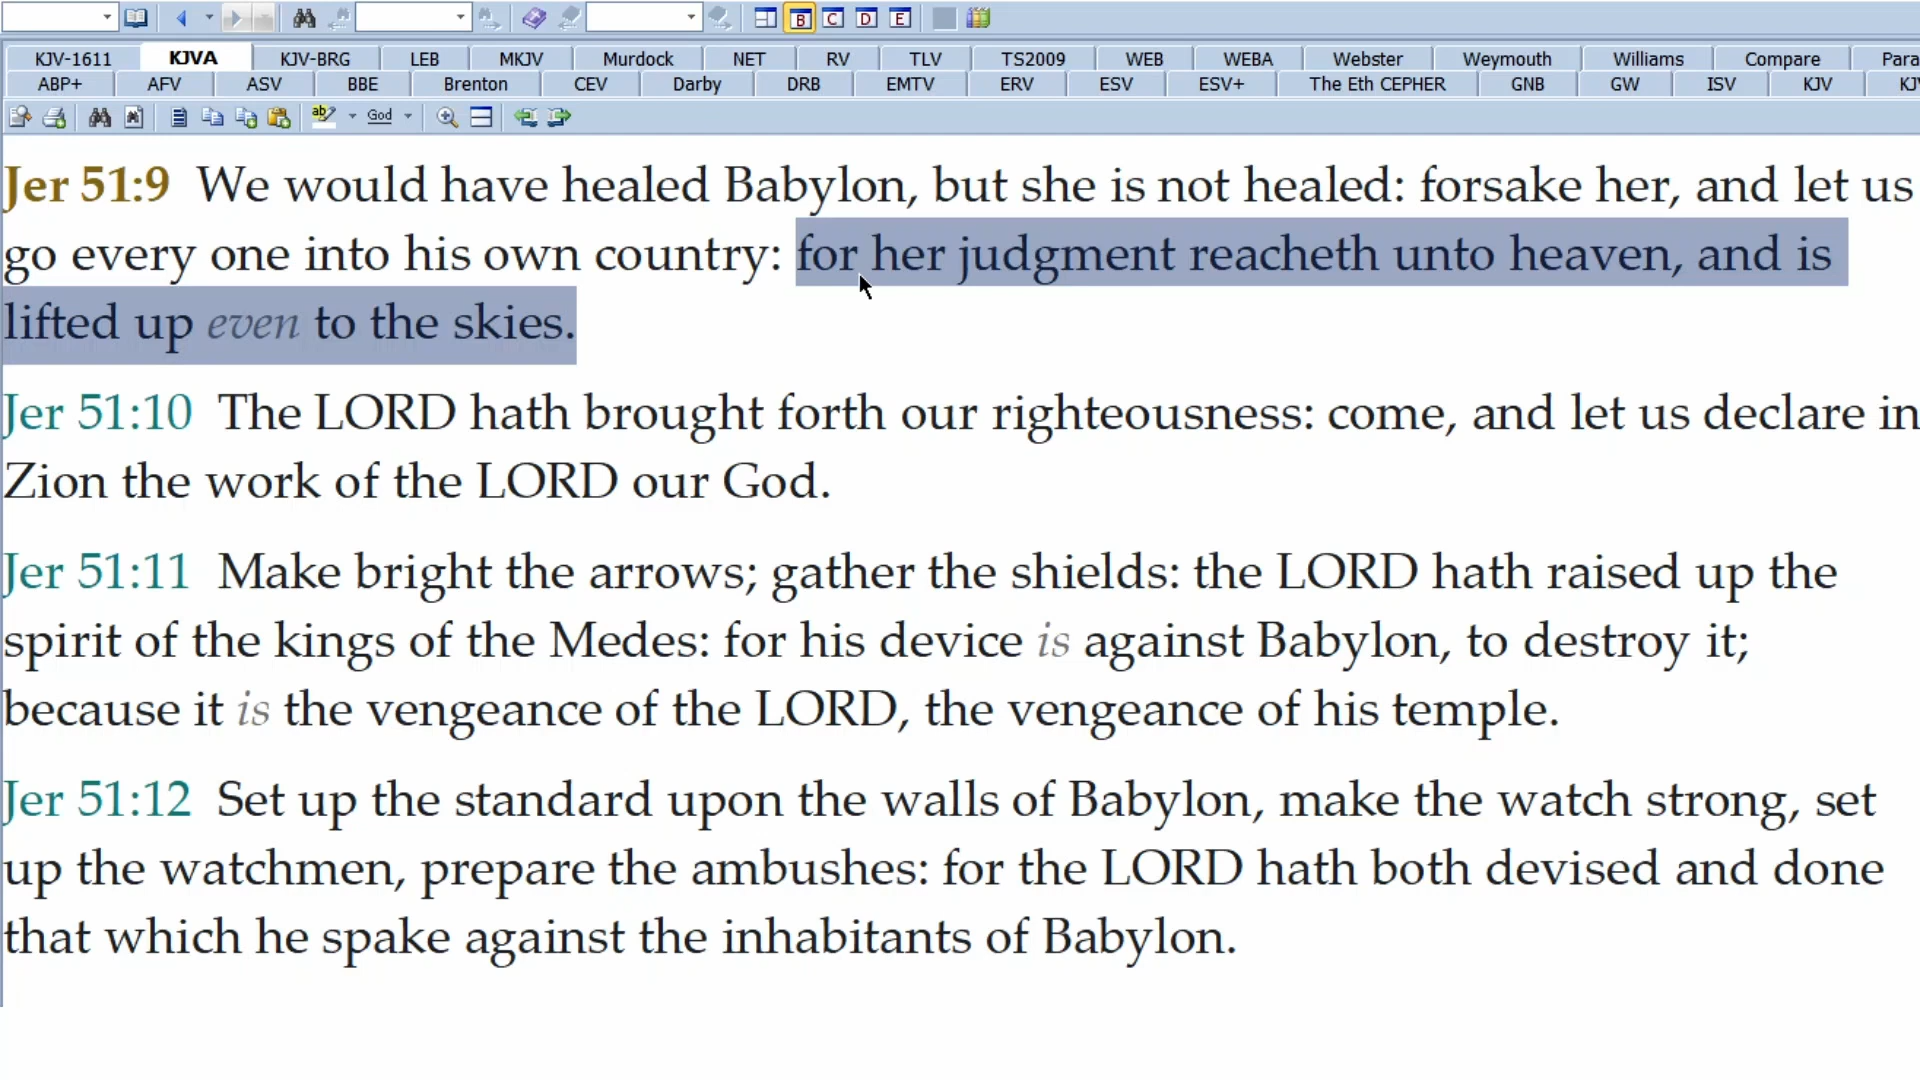 B C D E
KJV-1611 KJVA KJV-BRG LEB MKJV Murdock NET RV TLV TS2009 WEB WEBA Webster Weymouth Williams Compare Para
ABP+ AFV ASV BBE Brenton CEV Darby DRB EMTV ERV ESV ESV+ The Eth CEPHER GNB GW ISV KJV KJ
ab God
Jer 51:9 We would have healed Babylon, but she is not healed: forsake her, and let us
go every one into his own country: for her judgment reacheth unto heaven, and is
lifted up even to the skies.
Jer 51:10 The LORD hath brought forth our righteousness: come, and let us declare in
Zion the work of the LORD our God.
Jer 51:11 Make bright the arrows; gather the shields: the LORD hath raised up the
spirit of the kings of the Medes: for his device is against Babylon, to destroy it;
because it is the vengeance of the LORD, the vengeance of his temple.
Jer 51:12 Set up the standard upon the walls of Babylon, make the watch strong, set
up the watchmen, prepare the ambushes: for the LORD hath both devised and done
that which he spake against the inhabitants of Babylon.